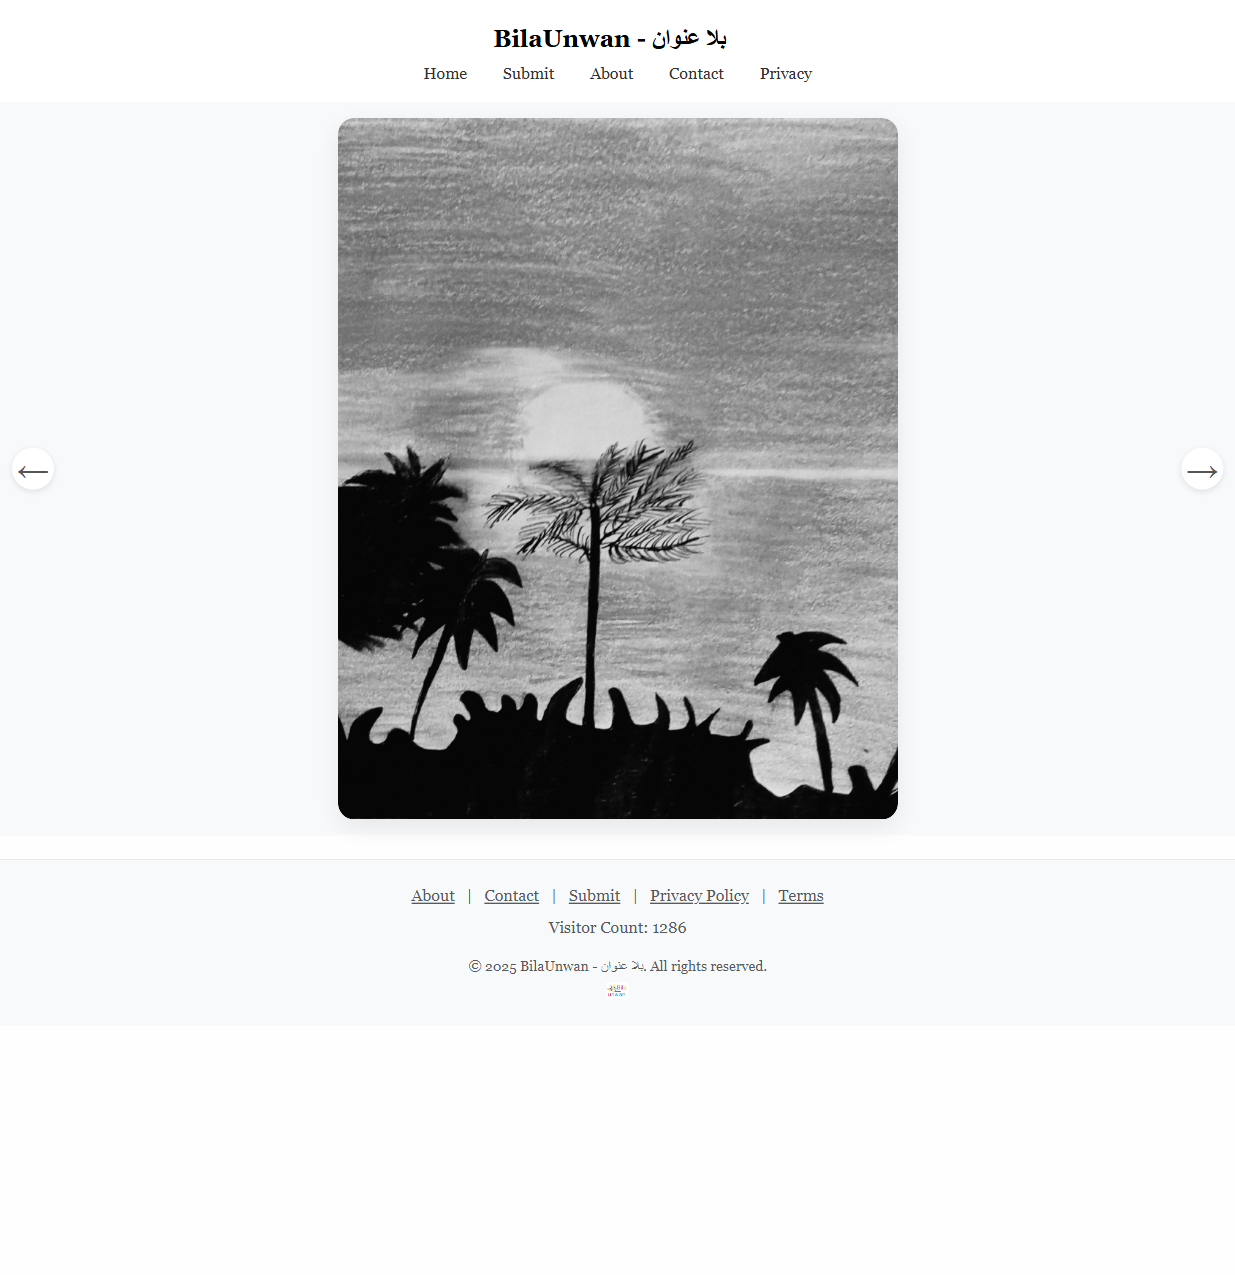 BilaUnwan - بلا عنوان
Home Submit About Contact Privacy
← →
About | Contact | Submit | Privacy Policy | Terms
Visitor Count: 1286
© 2025 BilaUnwan - بلا عنوان. All rights reserved.